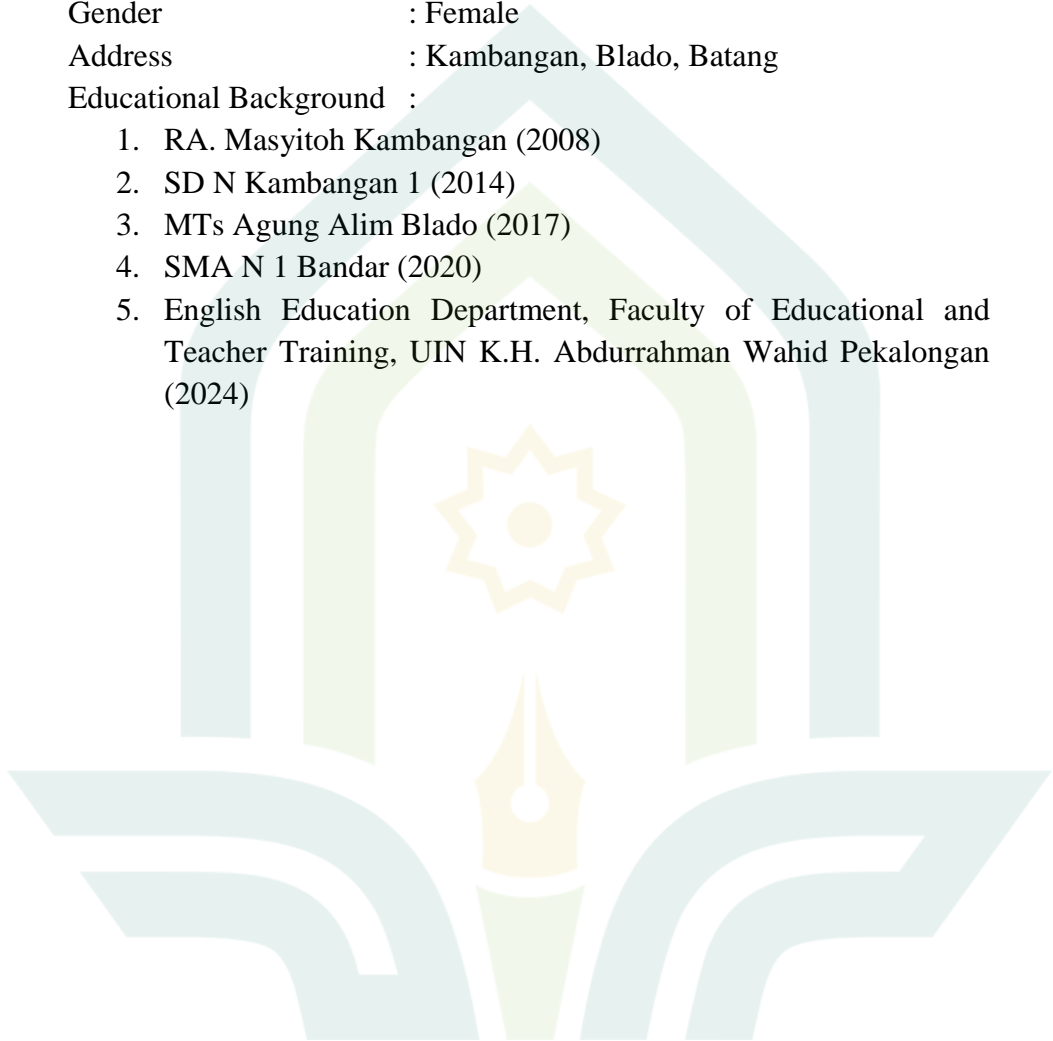 Gender : Female
Address : Kambangan, Blado, Batang
Educational Background :
1. RA. Masyitoh Kambangan (2008)
2. SD N Kambangan 1 (2014)
3. MTs Agung Alim Blado (2017)
4. SMA N 1 Bandar (2020)
5. English Education Department, Faculty of Educational and
Teacher Training, UIN K.H. Abdurrahman Wahid Pekalongan
(2024)